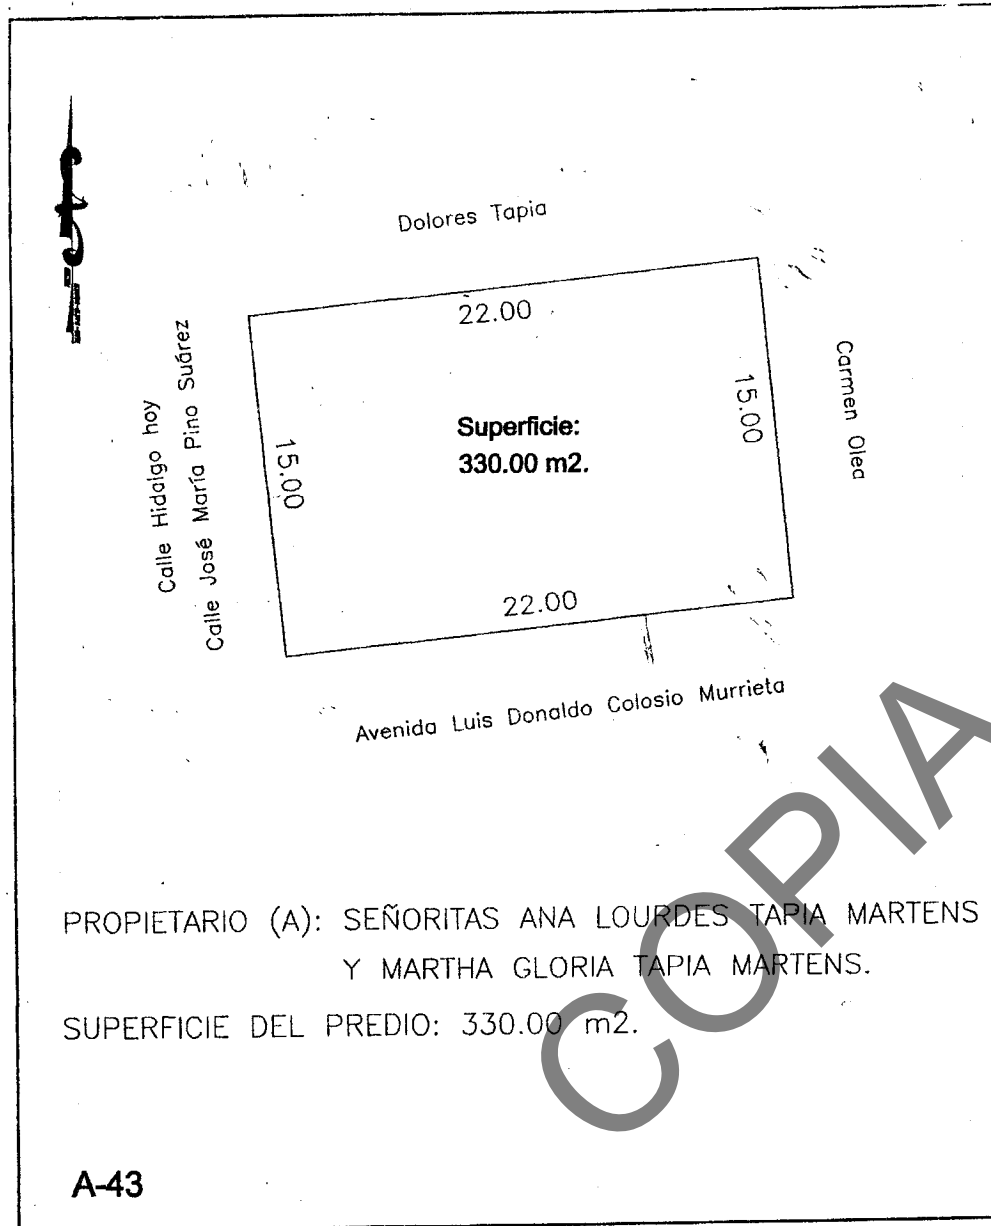 Dolores Tapia
22.00
Calle Hidalgo hoy
Calle José María Pino Suárez
15.00
Superficie:
330.00 m2.
15.00
Carmen Olea
22.00
Avenida Luis Donaldo Colosio Murrieta
COPIA
PROPIETARIO (A): SEÑORITAS ANA LOURDES TAPIA MARTENS
Y MARTHA GLORIA TAPIA MARTENS.
SUPERFICIE DEL PREDIO: 330.00 m2.
A-43